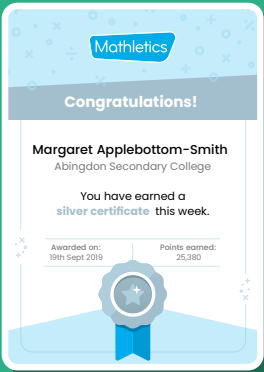 Mathletics
Congratulations!
Margaret Applebottom-Smith
Abingdon Secondary College
You have earned a
silver certificate this week.
Awarded on:
19th Sept 2019
Points earned:
25,380